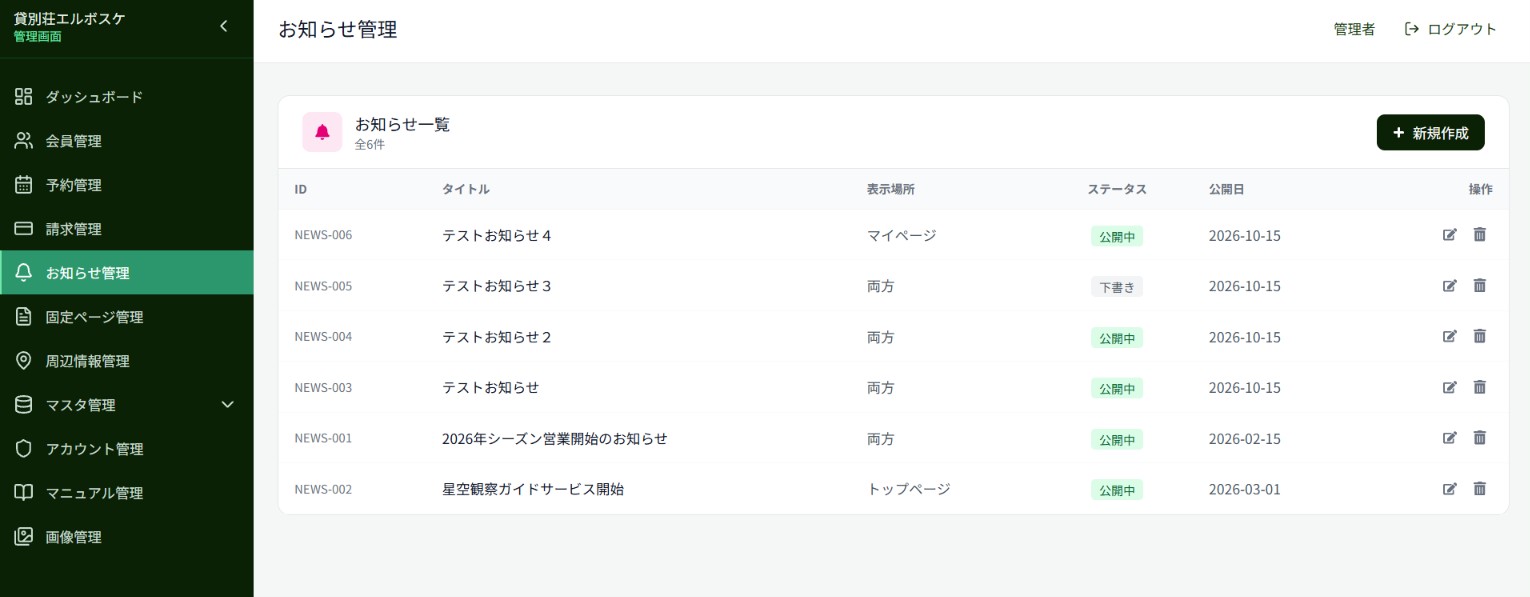 貸別荘エルボスケ
管理画面
お知らせ管理
管理者 ログアウト
ダッシュボード
会員管理
予約管理
請求管理
お知らせ管理
固定ページ管理
周辺情報管理
マスタ管理
アカウント管理
マニュアル管理
画像管理
お知らせ一覧
全6件
新規作成
ID タイトル 表示場所 ステータス 公開日 操作
NEWS-006 テストお知らせ４ マイページ 公開中 2026-10-15
NEWS-005 テストお知らせ３ 両方 下書き 2026-10-15
NEWS-004 テストお知らせ２ 両方 公開中 2026-10-15
NEWS-003 テストお知らせ 両方 公開中 2026-10-15
NEWS-001 2026年シーズン営業開始のお知らせ 両方 公開中 2026-02-15
NEWS-002 星空観察ガイドサービス開始 トップページ 公開中 2026-03-01